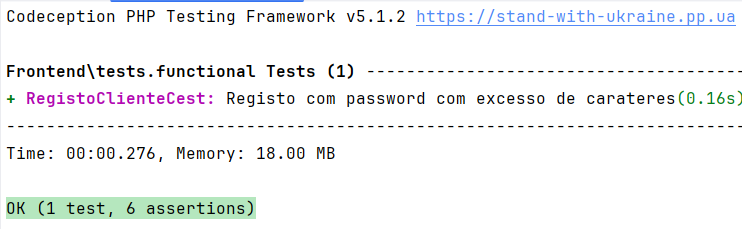 Codeception PHP Testing Framework v5.1.2 https://stand-with-ukraine.pp.ua
Frontend\tests.functional Tests (1) --------------------------------------
+ RegistoClienteCest: Registo com password com excesso de carateres(0.16s)
--------------------------------------------------------------------------
Time: 00:00.276, Memory: 18.00 MB
OK (1 test, 6 assertions)